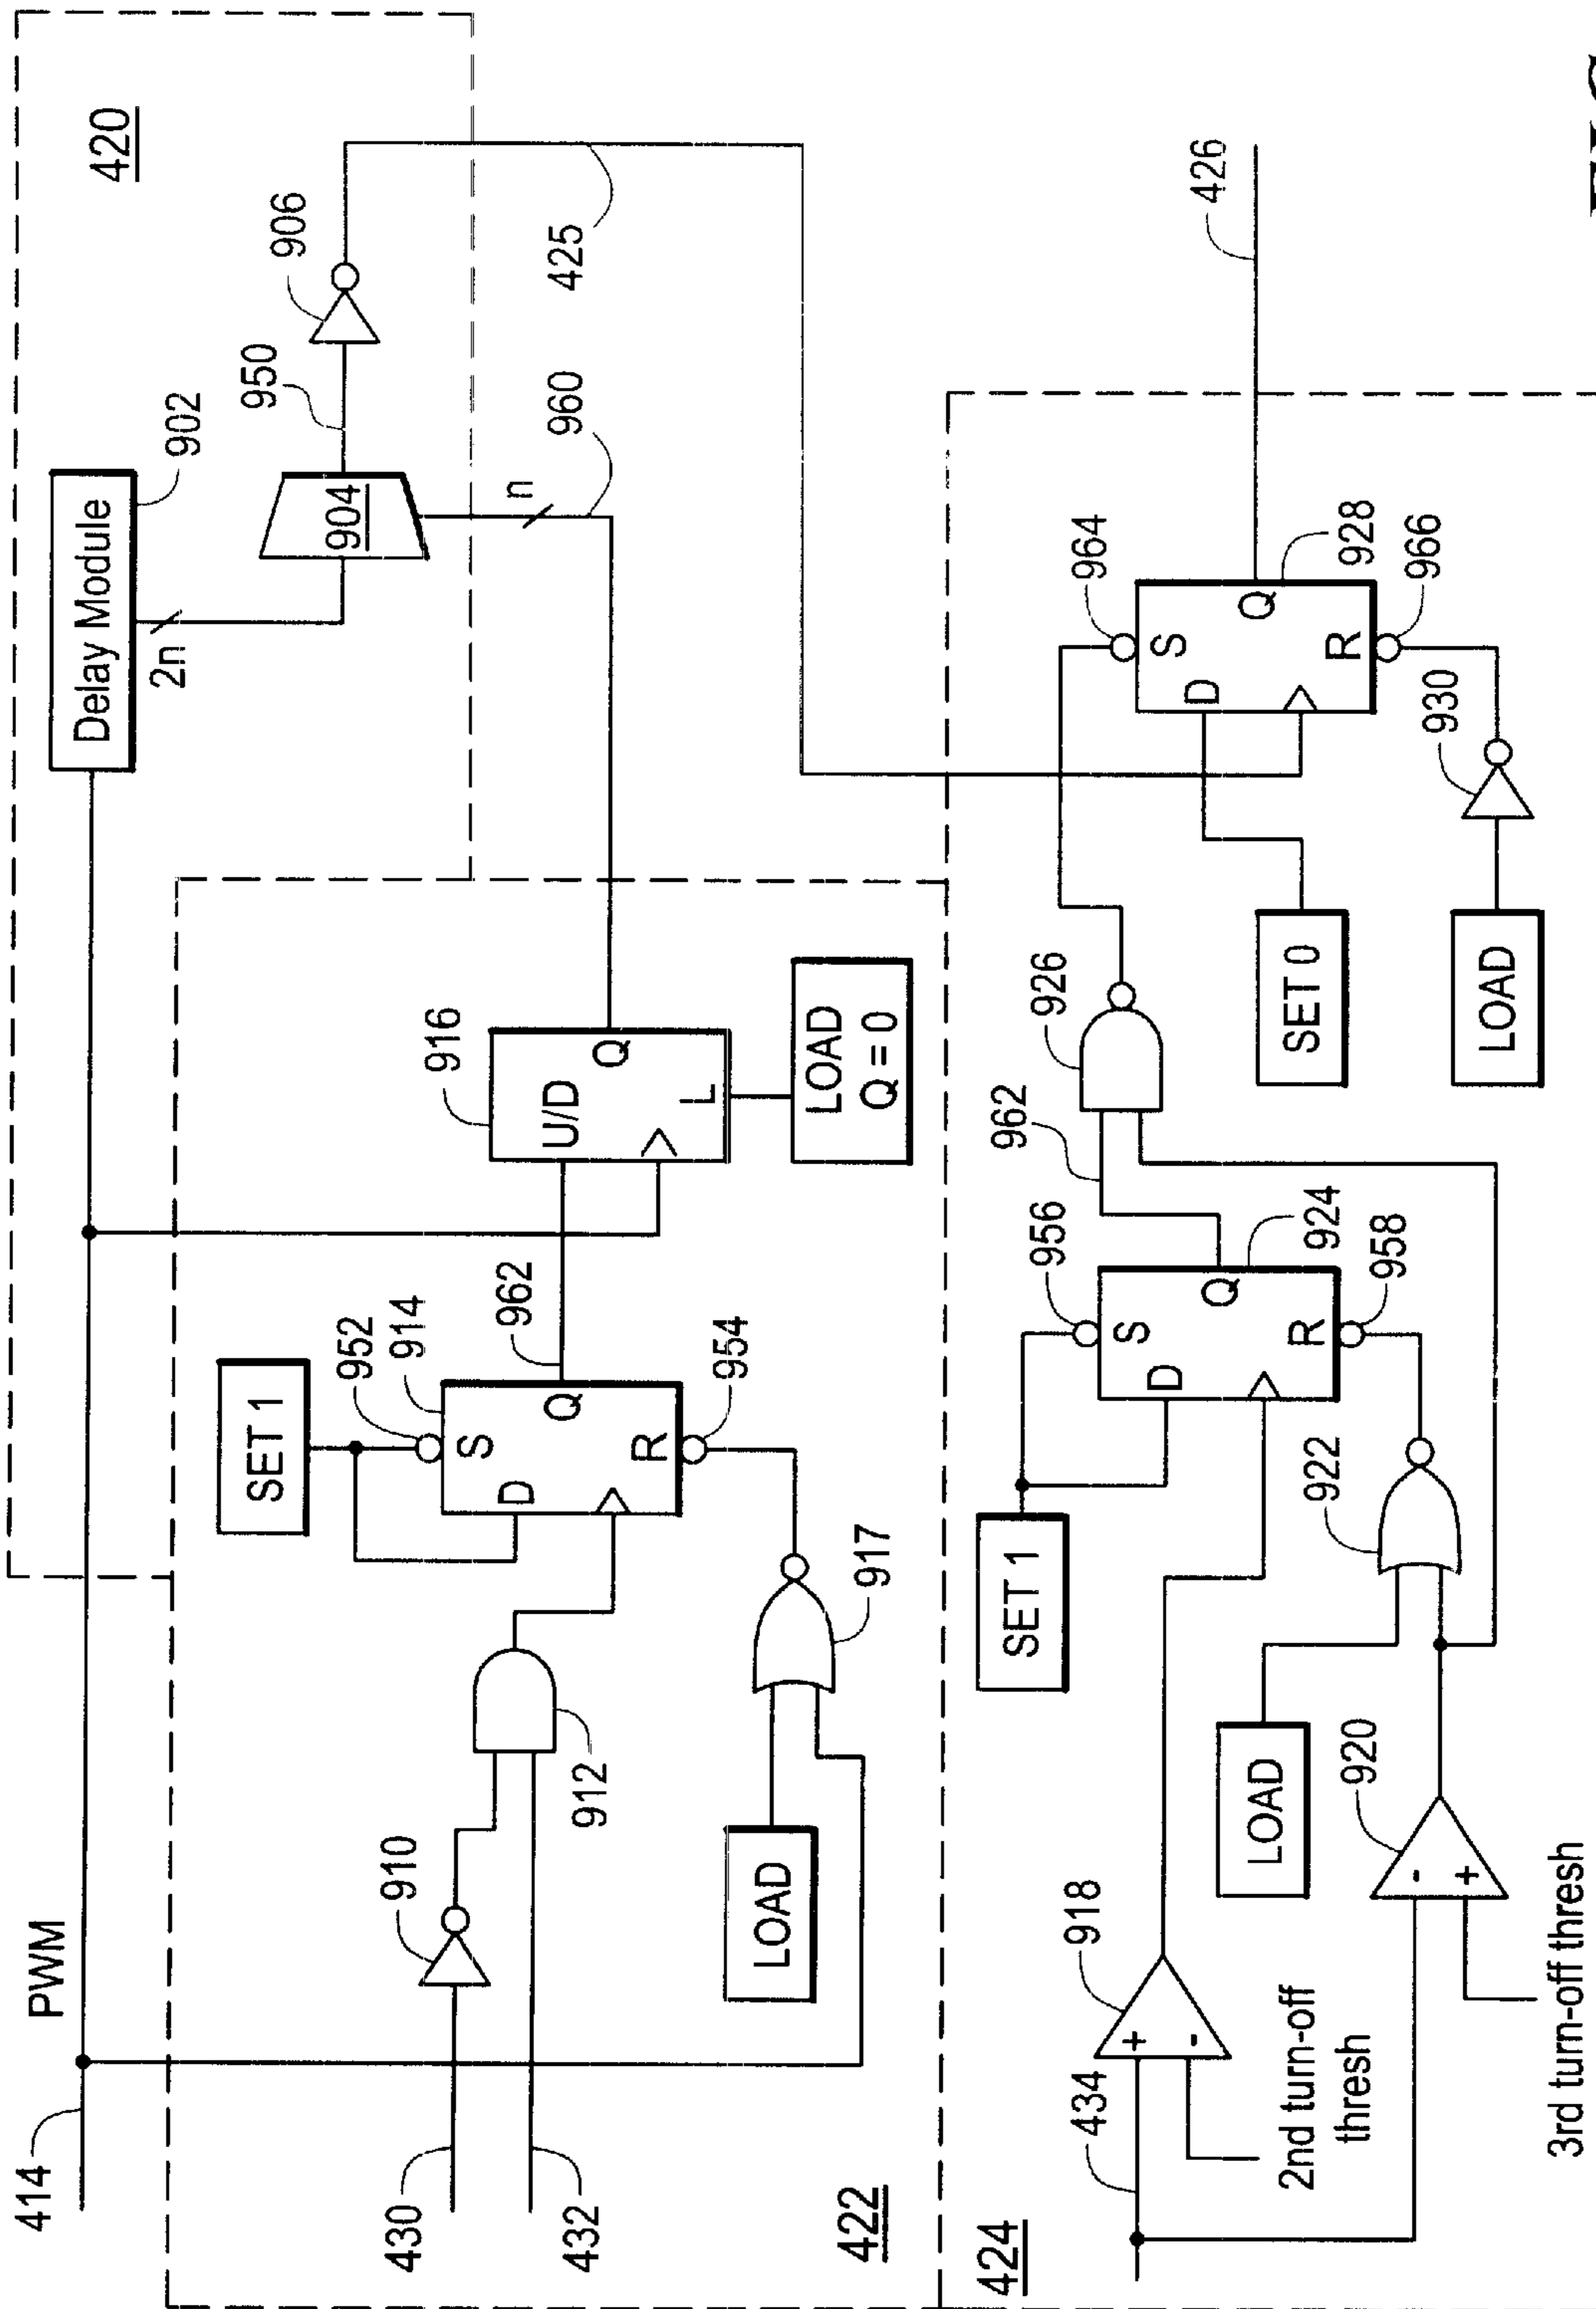 420
902
Delay Module
2n
904
950
906
n
960
425
PWM
414
SET 1
952
914
S
D
Q
R
962
954
916
U/D
Q
L
LOAD
Q = 0
910
912
917
LOAD
430
432
422
424
434
+
-
918
2nd turn-off
thresh
SET 1
956
S
D
Q
R
924
958
962
926
922
LOAD
920
-
+
3rd turn-off thresh
964
S
D
Q
R
928
966
426
SET 0
930
LOAD